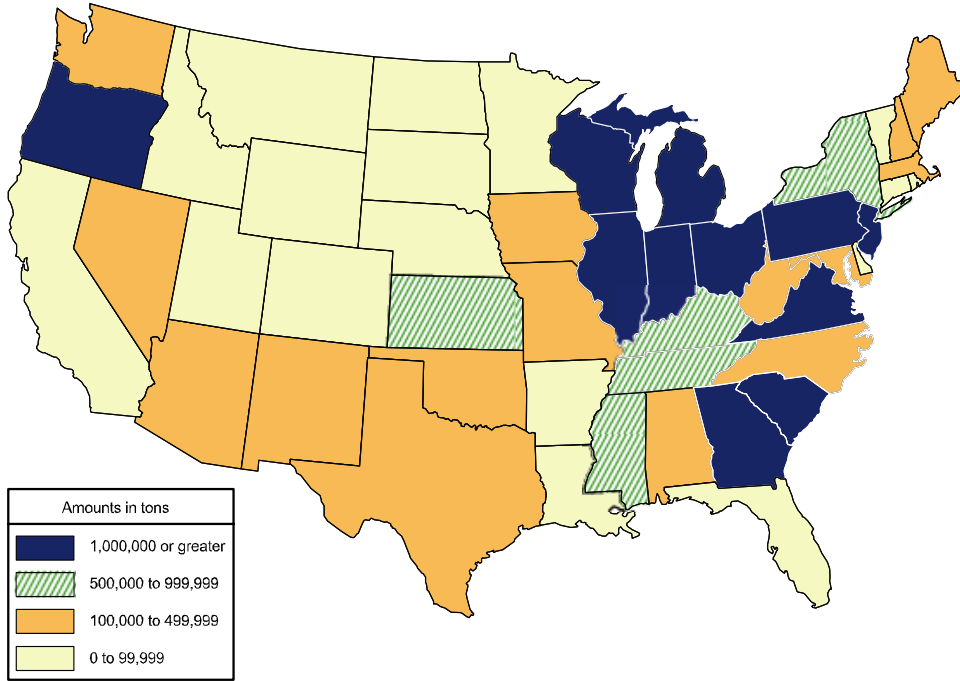 Amounts in tons
1,000,000 or greater
500,000 to 999,999
100,000 to 499,999
0 to 99,999